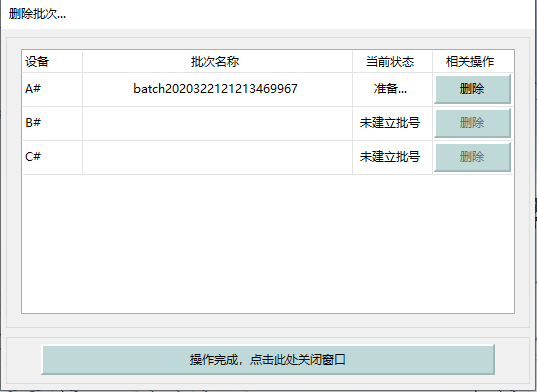 删除批次...
设备 批次名称 当前状态 相关操作
A# batch2020322121213469967 准备... 删除
B# 未建立批号 删除
C# 未建立批号 删除
操作完成，点击此处关闭窗口